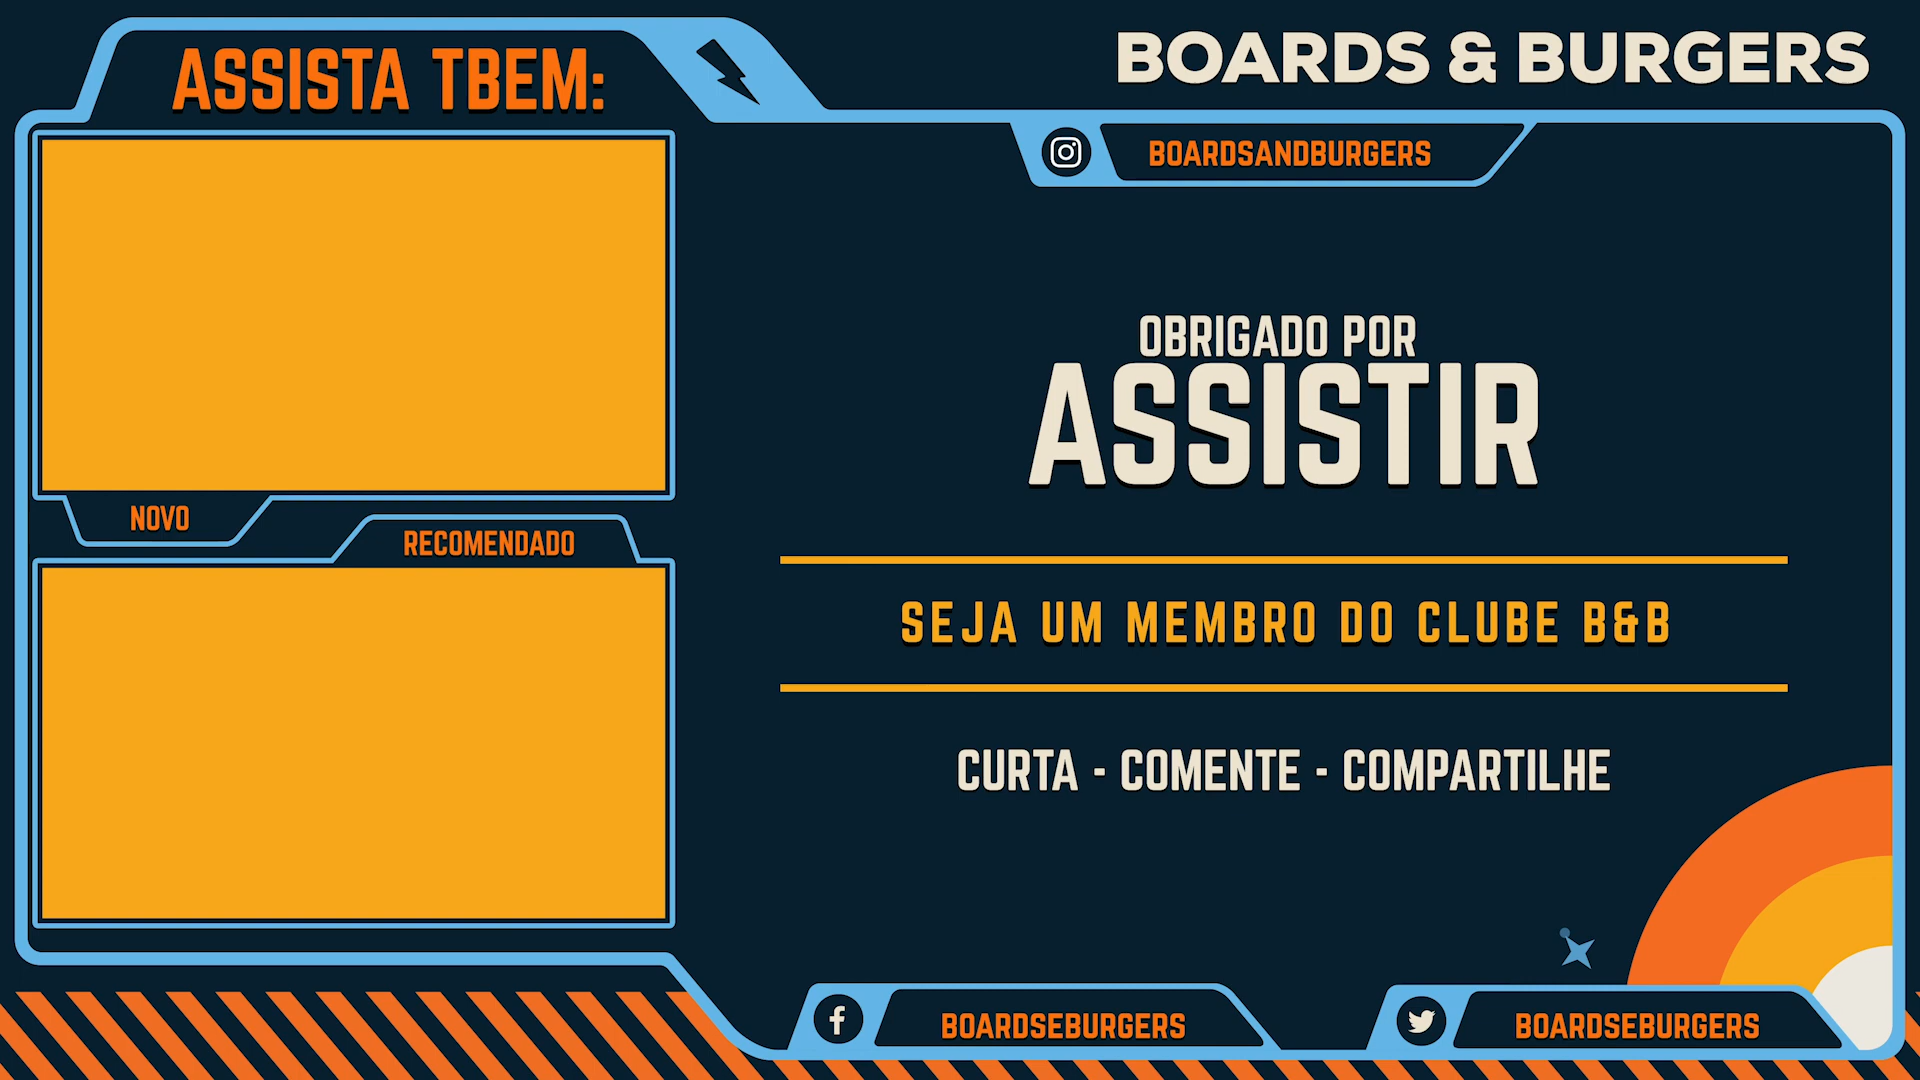 ASSISTA TBEM:
BOARDS & BURGERS
BOARDSANDBURGERS
OBRIGADO POR
ASSISTIR
NOVO
RECOMENDADO
SEJA UM MEMBRO DO CLUBE B&B
CURTA - COMENTE - COMPARTILHE
BOARDSEBURGERS
BOARDSEBURGERS